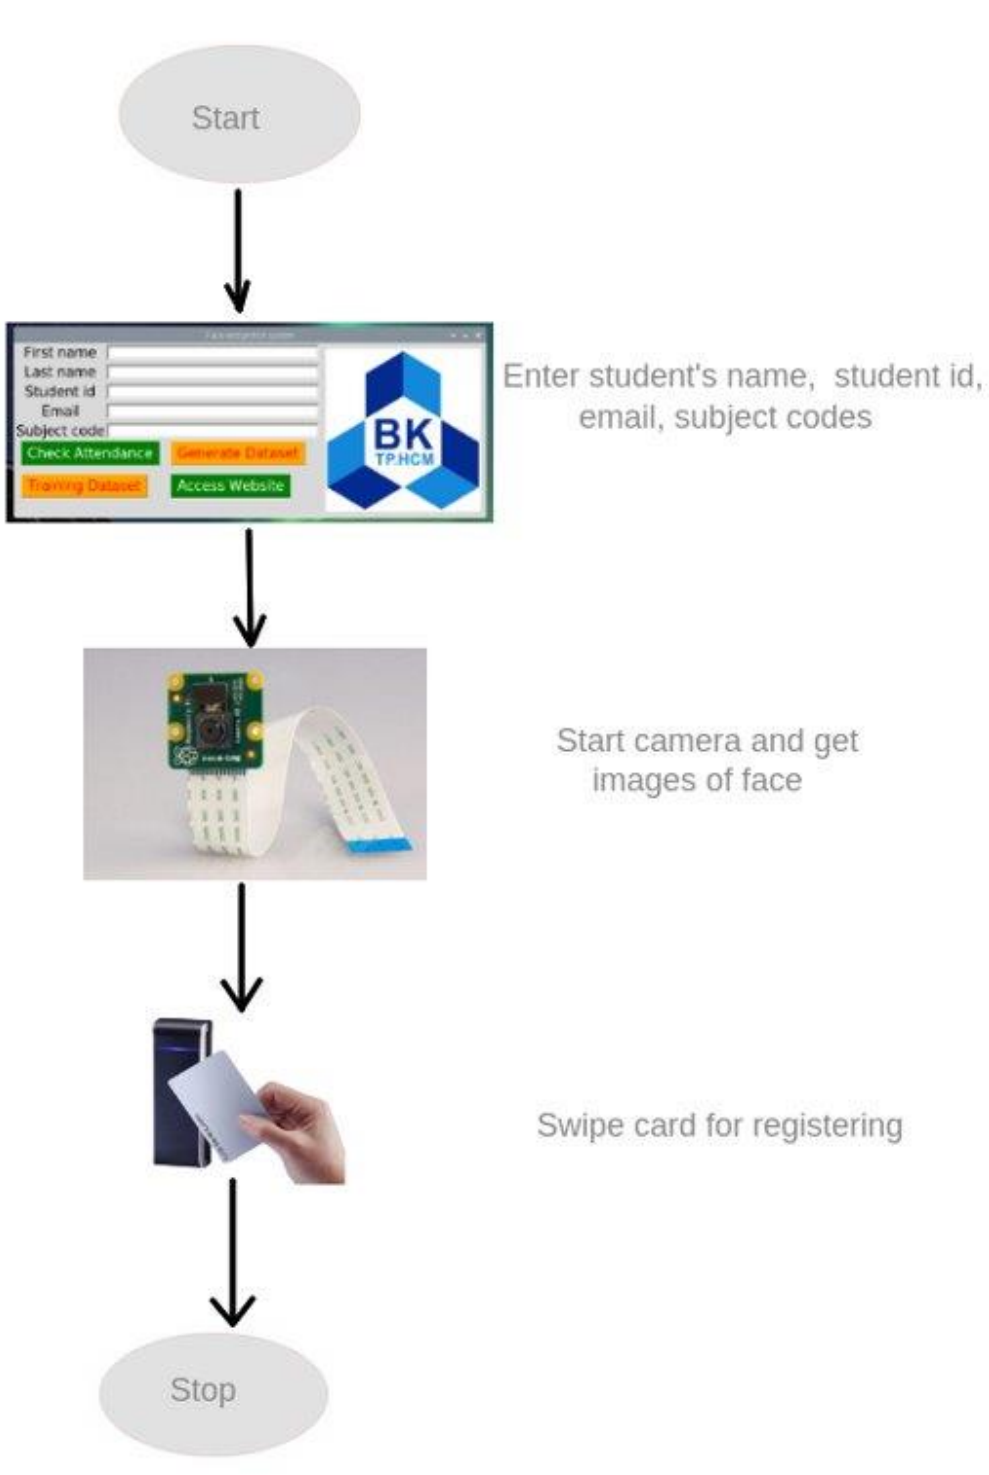 Start
First name
Last name
Student id
Email
Subject code
Check Attendance
Generate Dataset
Training Dataset
Access Website
BK
TP.HCM
Enter student's name, student id,
email, subject codes
Start camera and get
images of face
Swipe card for registering
Stop